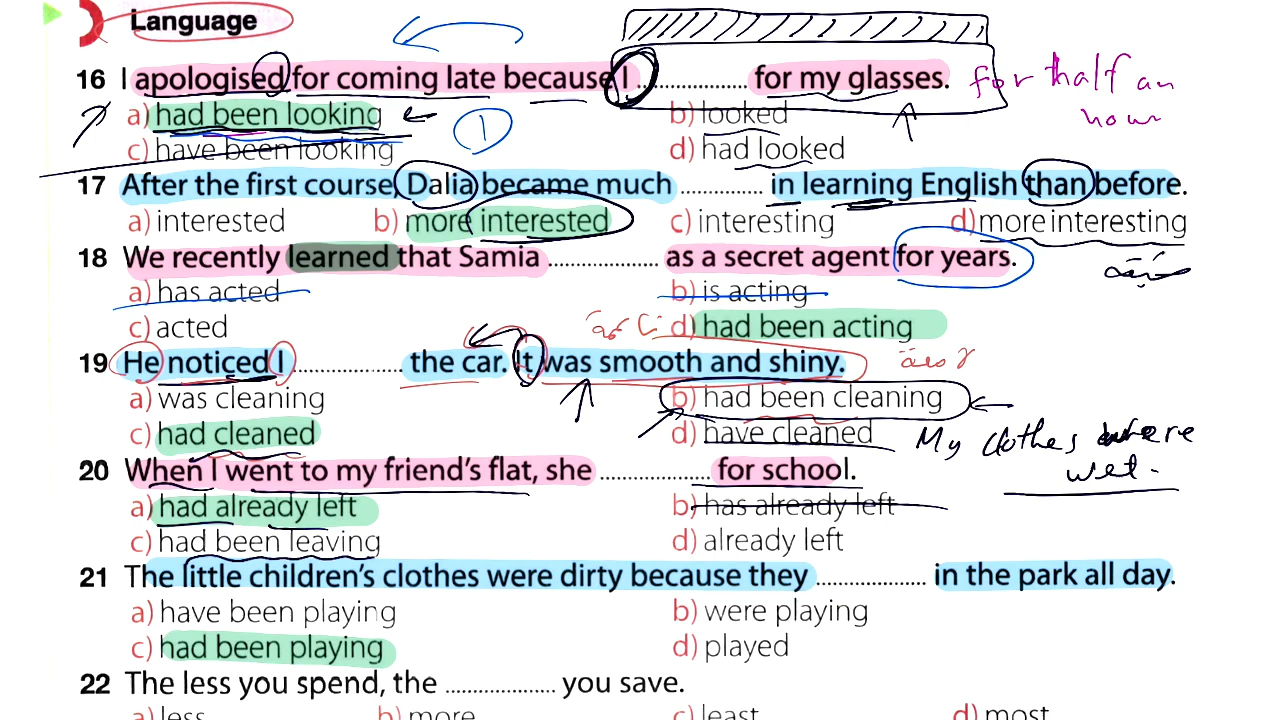 Language
16 I apologised for coming late because I .................... for my glasses. for half an hour
a) had been looking b) looked
1
c) have been looking d) had looked
17 After the first course, Dalia became much ............... in learning English than before.
a) interested b) more interested c) interesting d) more interesting
18 We recently learned that Samia .................... as a secret agent for years.
a) has acted b) is acting
c) acted d) had been acting
19 He noticed I .................... the car. It was smooth and shiny.
a) was cleaning b) had been cleaning
c) had cleaned d) have cleaned
My clothes were wet.
20 When I went to my friend's flat, she .................... for school.
a) had already left b) has already left
c) had been leaving d) already left
21 The little children's clothes were dirty because they .................... in the park all day.
a) have been playing b) were playing
c) had been playing d) played
22 The less you spend, the .................... you save.
a) less b) more c) least d) most